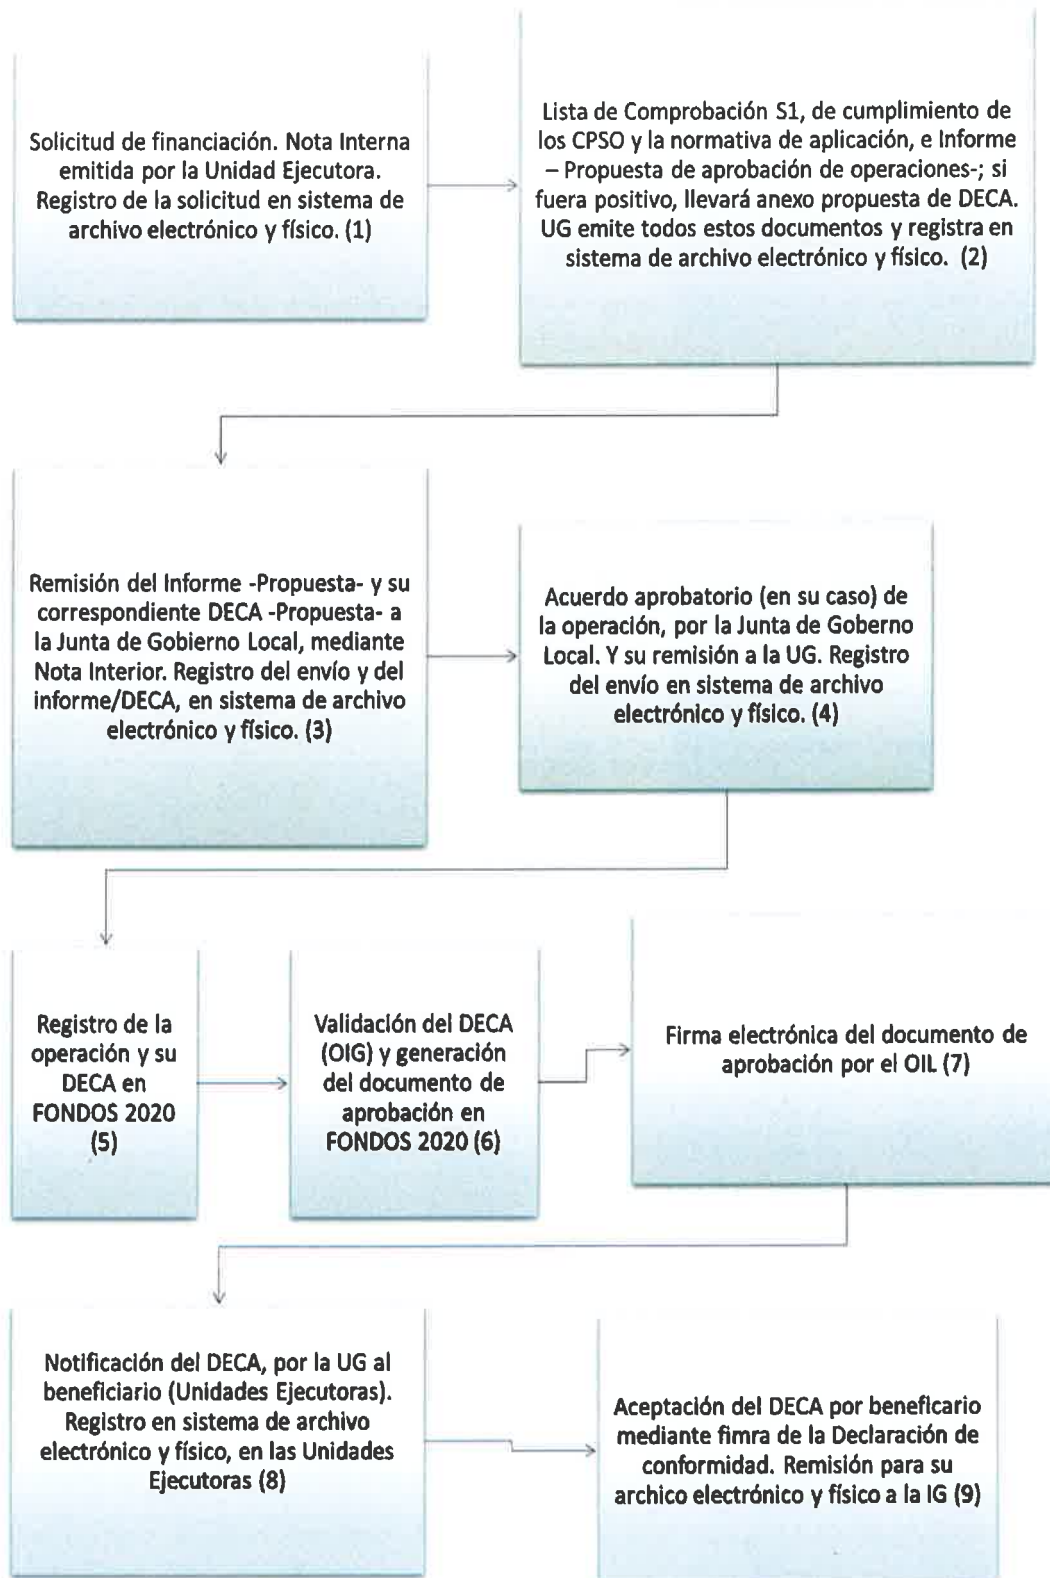 Solicitud de financiación. Nota Interna
emitida por la Unidad Ejecutora.
Registro de la solicitud en sistema de
archivo electrónico y físico. (1)
Lista de Comprobación S1, de cumplimiento de
los CPSO y la normativa de aplicación, e Informe
– Propuesta de aprobación de operaciones-; si
fuera positivo, llevará anexo propuesta de DECA.
UG emite todos estos documentos y registra en
sistema de archivo electrónico y físico. (2)
Remisión del Informe -Propuesta- y su
correspondiente DECA -Propuesta- a
la Junta de Gobierno Local, mediante
Nota Interior. Registro del envío y del
informe/DECA, en sistema de archivo
electrónico y físico. (3)
Acuerdo aprobatorio (en su caso) de
la operación, por la Junta de Goberno
Local. Y su remisión a la UG. Registro
del envío en sistema de archivo
electrónico y físico. (4)
Registro de la
operación y su
DECA en
FONDOS 2020
(5)
Validación del DECA
(OIG) y generación
del documento de
aprobación en
FONDOS 2020 (6)
Firma electrónica del documento de
aprobación por el OIL (7)
Notificación del DECA, por la UG al
beneficiario (Unidades Ejecutoras).
Registro en sistema de archivo
electrónico y físico, en las Unidades
Ejecutoras (8)
Aceptación del DECA por beneficario
mediante fimra de la Declaración de
conformidad. Remisión para su
archico electrónico y físico a la IG (9)